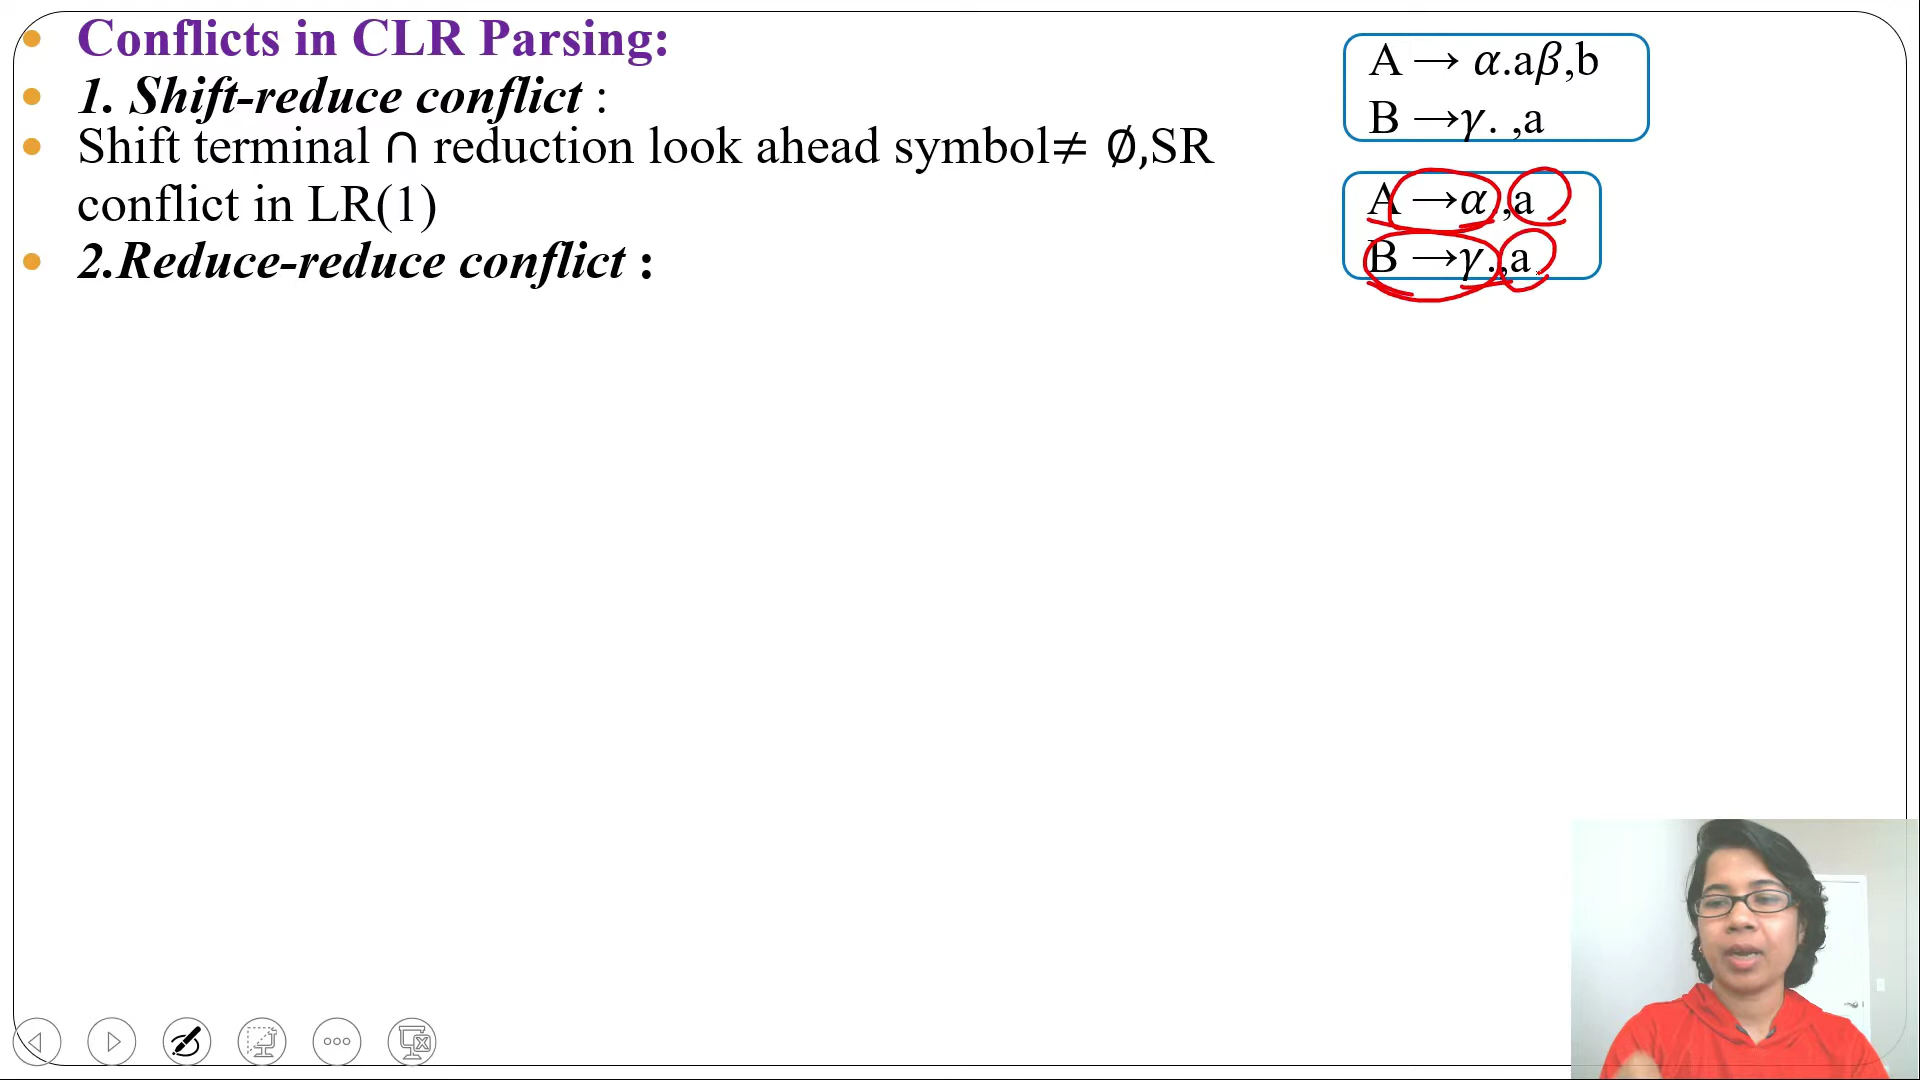 Conflicts in CLR Parsing:
1. Shift-reduce conflict :
Shift terminal ∩ reduction look ahead symbol≠ ∅,SR
conflict in LR(1)
2.Reduce-reduce conflict :
A → α.aβ,b
B →γ. ,a
A →α.,a
B →γ.,a